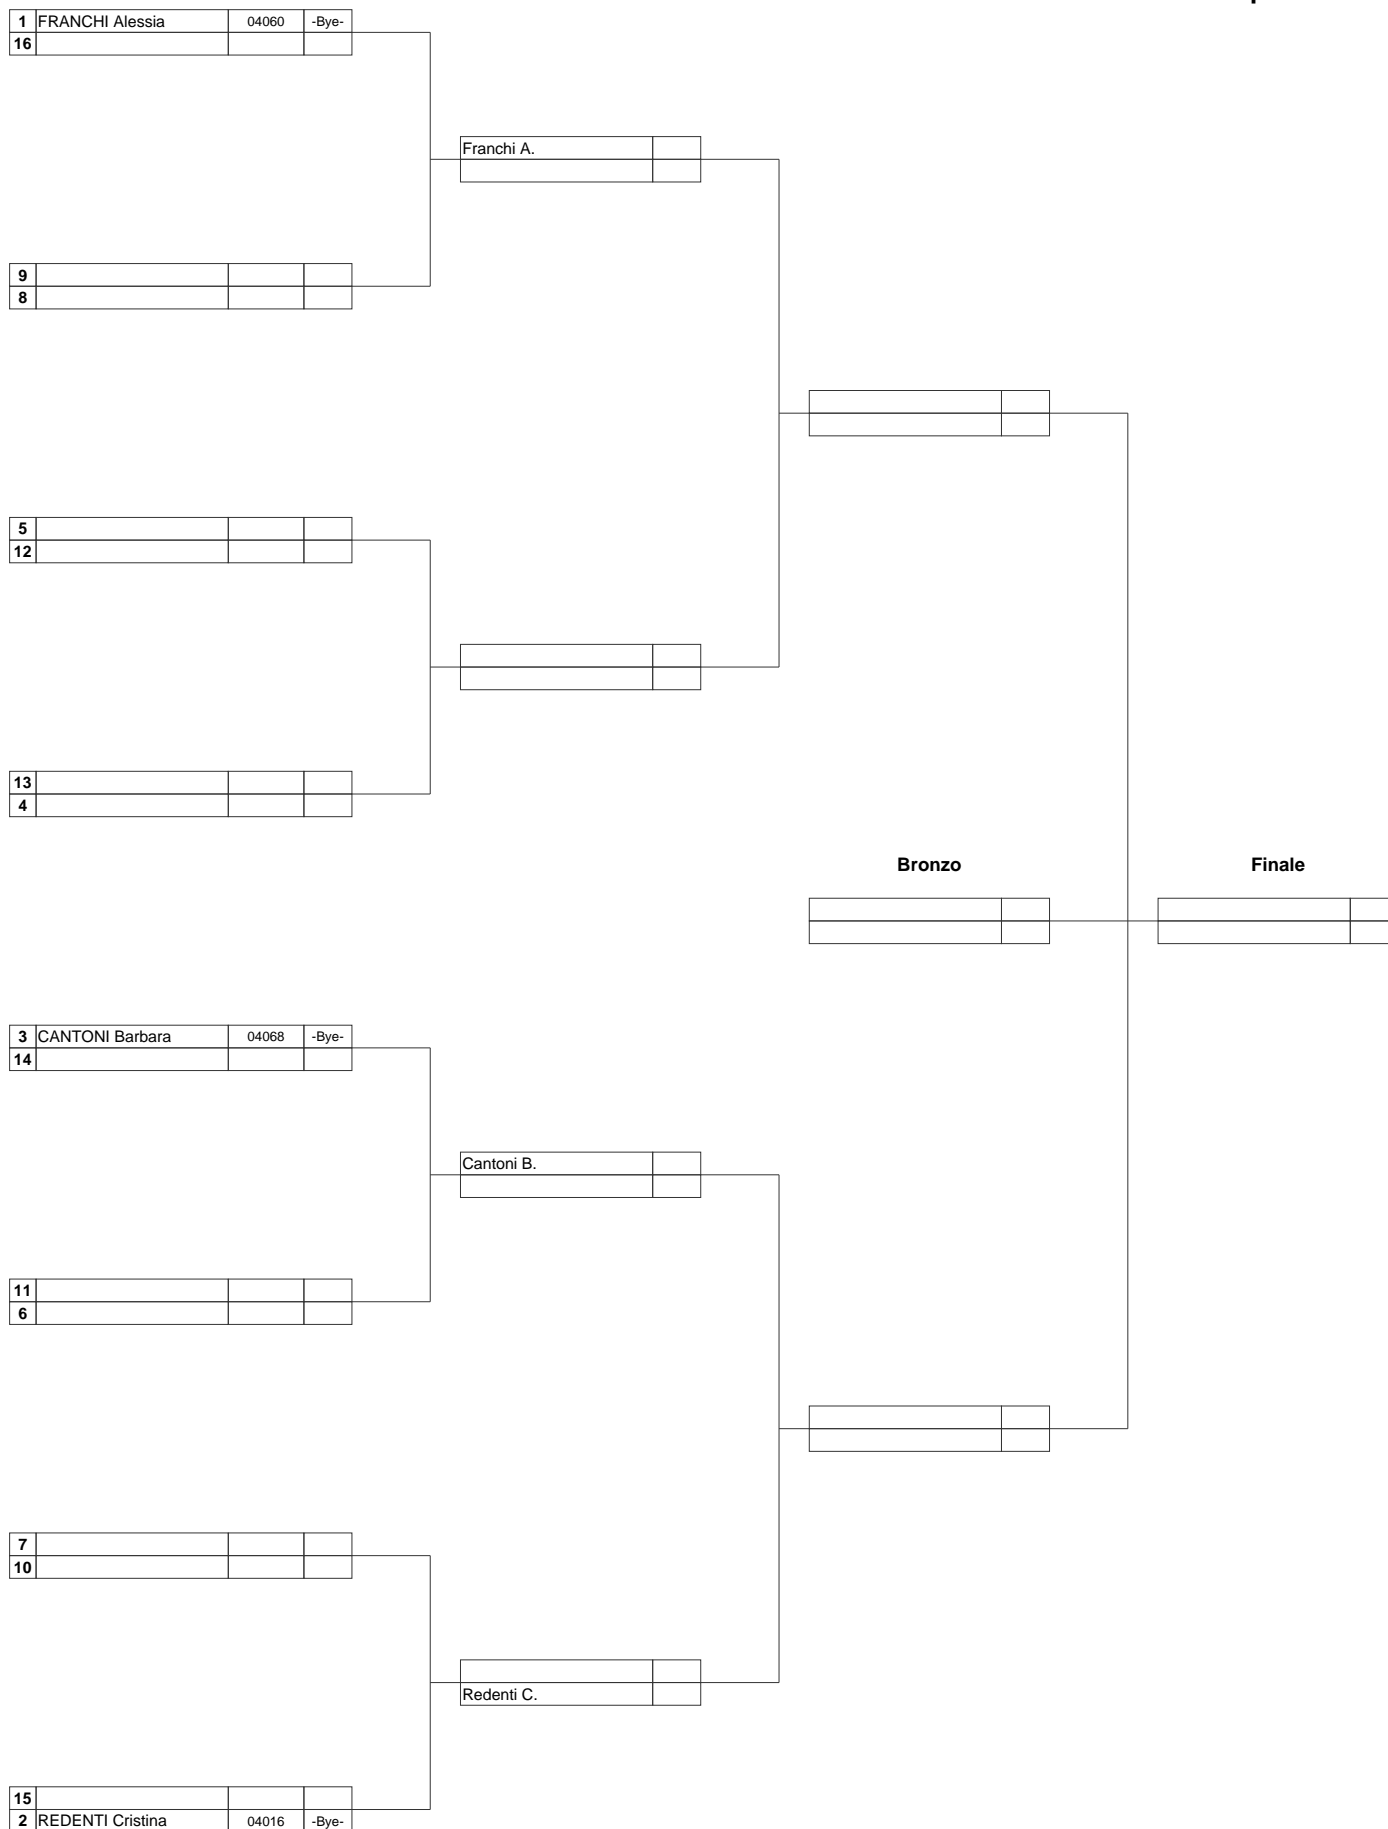 1 FRANCHI Alessia 04060 -Bye-
16
Franchi A.
9
8
5
12
13
4
Bronzo Finale
3 CANTONI Barbara 04068 -Bye-
14
Cantoni B.
11
6
7
10
Redenti C.
15
2 REDENTI Cristina 04016 -Bye-